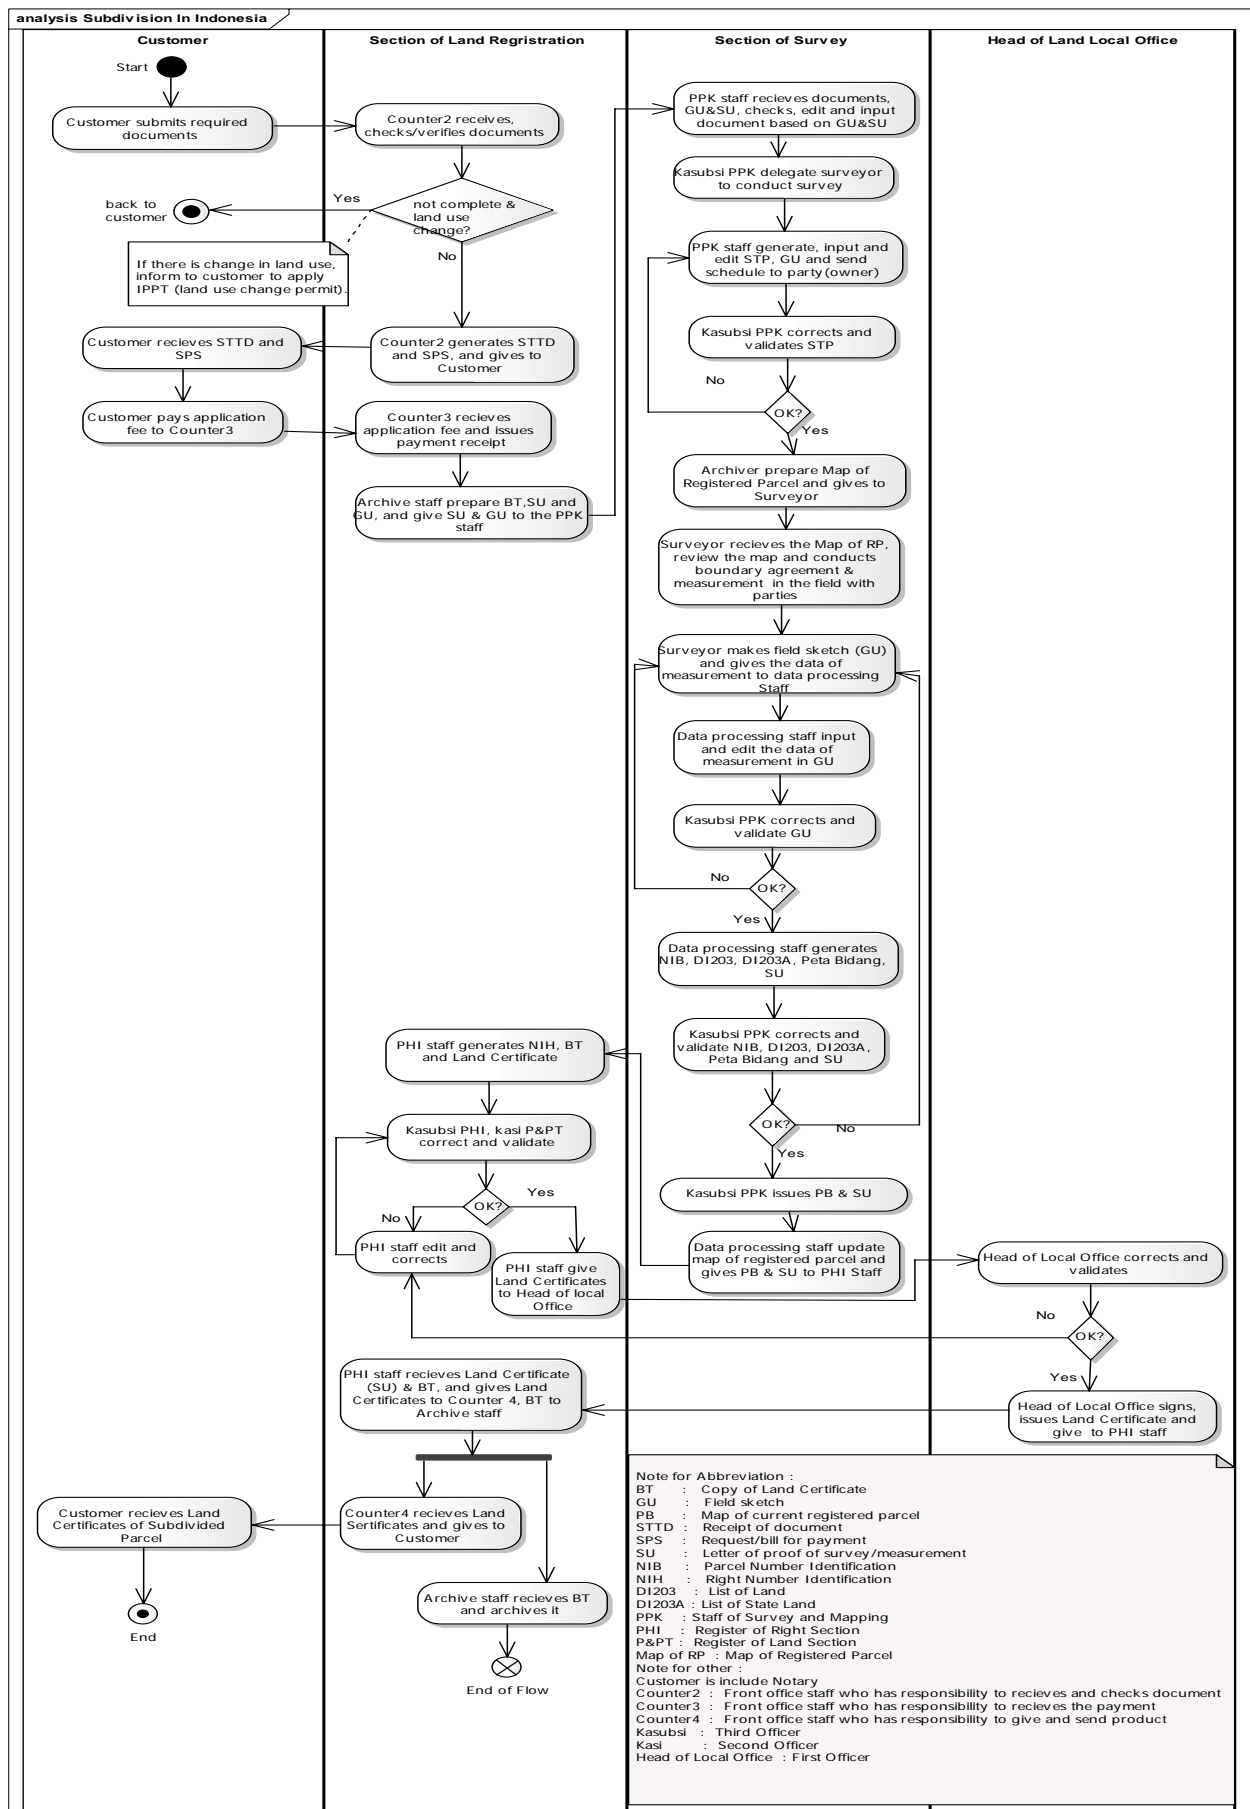 analysis Subdivision In Indonesia
Customer
Section of Land Regristration
Section of Survey
Head of Land Local Office
Start
Customer submits required
documents
Counter2 receives,
checks/verifies documents
not complete &
land use
change?
Yes
back to
customer
No
If there is change in land use,
inform to customer to apply
IPPT (land use change permit).
Counter2 generates STTD
and SPS, and gives to
Customer
Customer recieves STTD and
SPS
Customer pays application
fee to Counter3
Counter3 recieves
application fee and issues
payment receipt
Archive staff prepare BT,SU and
GU, and give SU & GU to the PPK
staff
PPK staff recieves documents,
GU&SU, checks, edit and input
document based on GU&SU
Kasubsi PPK delegate surveyor
to conduct survey
PPK staff generate, input and
edit STP, GU and send
schedule to party(owner)
Kasubsi PPK corrects and
validates STP
No
OK?
Yes
Archiver prepare Map of
Registered Parcel and gives to
Surveyor
Surveyor recieves the Map of RP,
review the map and conducts
boundary agreement &
measurement in the field with
parties
Surveyor makes field sketch (GU)
and gives the data of
measurement to data processing
Staff
Data processing staff input
and edit the data of
measurement in GU
Kasubsi PPK corrects and
validate GU
No
OK?
Yes
Data processing staff generates
NIB, DI203, DI203A, Peta Bidang,
SU
Kasubsi PPK corrects and
validate NIB, DI203, DI203A,
Peta Bidang and SU
OK?
No
Yes
Kasubsi PPK issues PB & SU
Data processing staff update
map of registered parcel and
gives PB & SU to PHI Staff
PHI staff generates NIH, BT
and Land Certificate
Kasubsi PHI, kasi P&PT
correct and validate
OK?
Yes
No
PHI staff edit and
corrects
PHI staff give
Land Certificates
to Head of local
Office
Head of Local Office corrects and
validates
No
OK?
Yes
Head of Local Office signs,
issues Land Certificate and
give to PHI staff
PHI staff recieves Land Certificate
(SU) & BT, and gives Land
Certificates to Counter 4, BT to
Archive staff
Counter4 recieves Land
Sertificates and gives to
Customer
Customer recieves Land
Certificates of Subdivided
Parcel
End
Archive staff recieves BT
and archives it
End of Flow
Note for Abbreviation :
BT : Copy of Land Certificate
GU : Field sketch
PB : Map of current registered parcel
STTD : Receipt of document
SPS : Request/bill for payment
SU : Letter of proof of survey/measurement
NIB : Parcel Number Identification
NIH : Right Number Identification
DI203 : List of Land
DI203A : List of State Land
PPK : Staff of Survey and Mapping
PHI : Register of Right Section
P&PT : Register of Land Section
Map of RP : Map of Registered Parcel
Note for other :
Customer is include Notary
Counter2 : Front office staff who has responsibility to recieves and checks document
Counter3 : Front office staff who has responsibility to recieves the payment
Counter4 : Front office staff who has responsibility to give and send product
Kasubsi : Third Officer
Kasi : Second Officer
Head of Local Office : First Officer